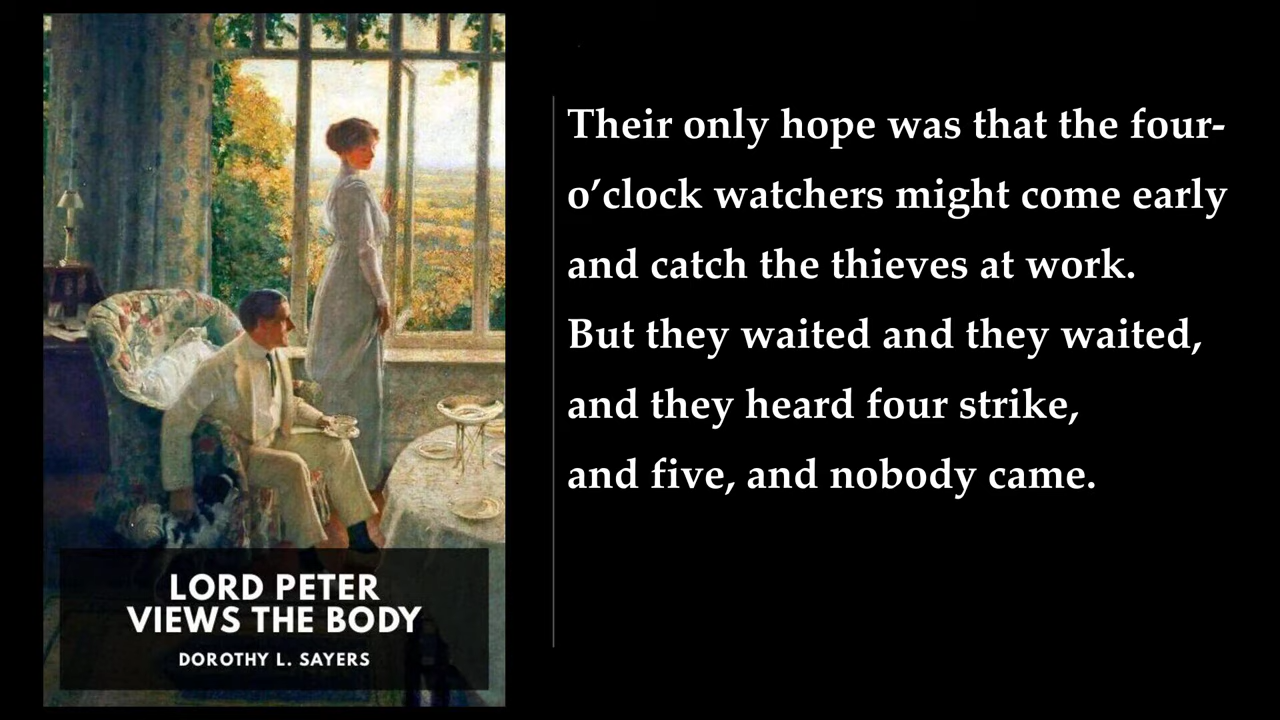 Their only hope was that the four-
o’clock watchers might come early
and catch the thieves at work.
But they waited and they waited,
and they heard four strike,
and five, and nobody came.
LORD PETER
VIEWS THE BODY
DOROTHY L. SAYERS